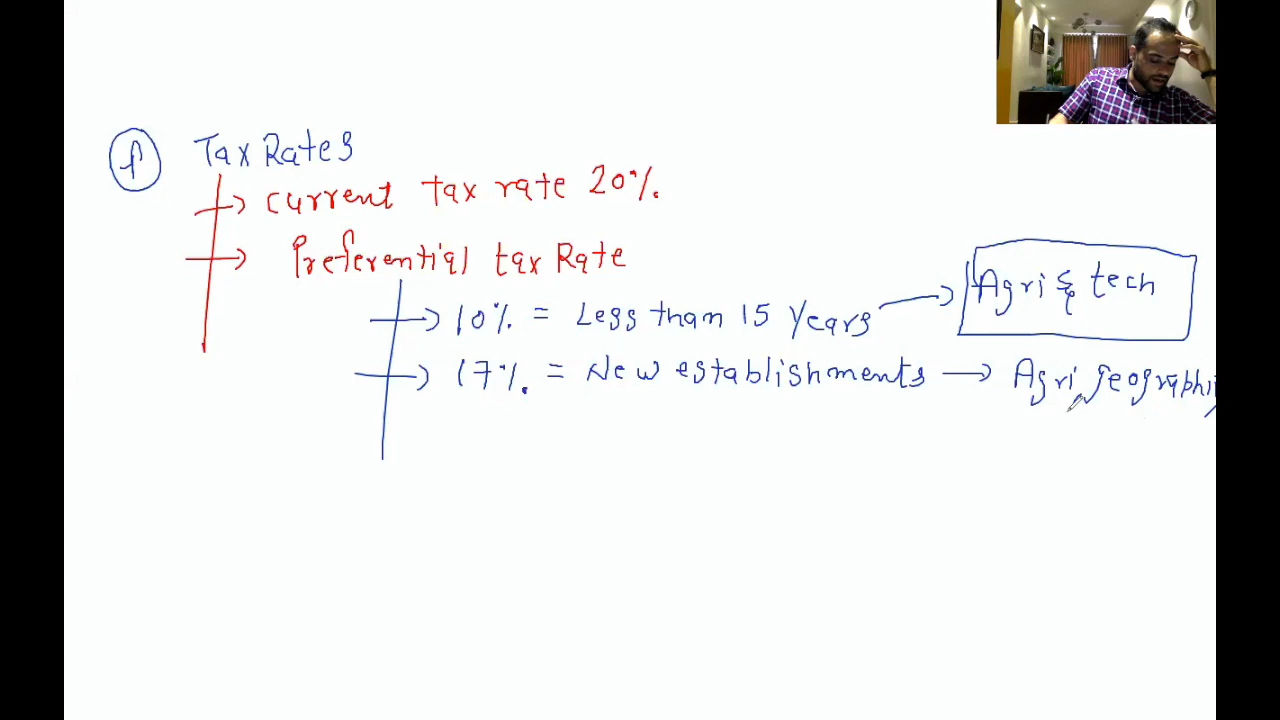 f Tax Rates
current tax rate 20%.
Preferential tax Rate
10% = Less than 15 Years → Agri & tech
17% = New establishments → Agri,